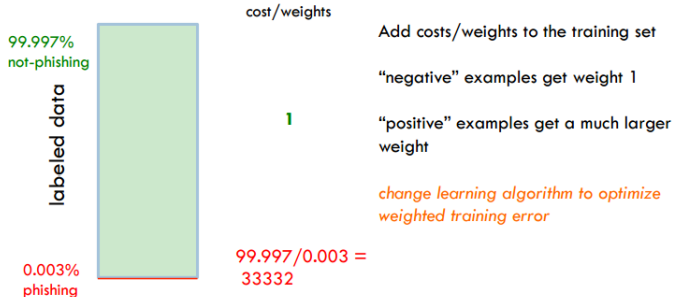 cost/weights
99.997%
not-phishing
labeled data
1
0.003%
phishing
99.997/0.003 =
33332
Add costs/weights to the training set
“negative” examples get weight 1
“positive” examples get a much larger
weight
change learning algorithm to optimize
weighted training error